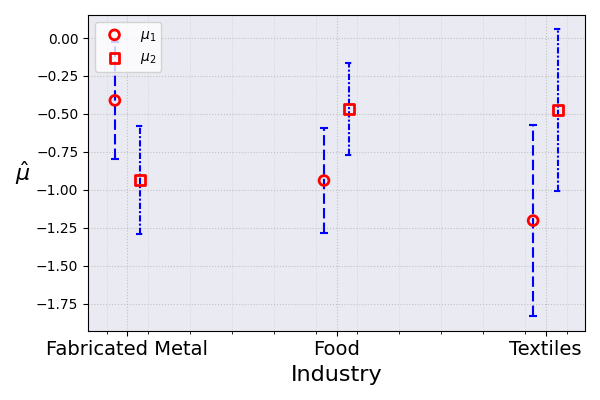 μ̂
0.00
−0.25
−0.50
−0.75
−1.00
−1.25
−1.50
−1.75
μ₁
μ₂
Fabricated Metal Food Textiles
Industry